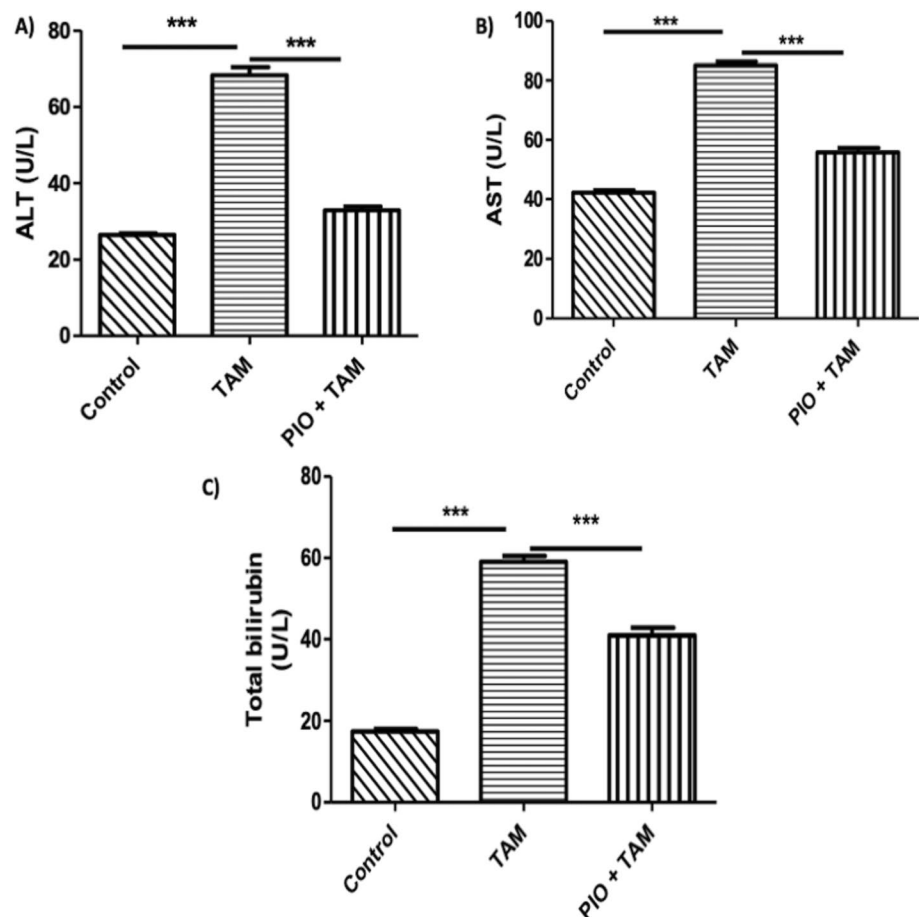 A)
***
***
ALT (U/L)
80
60
40
20
0
Control
TAM
PIO + TAM
B)
***
***
AST (U/L)
100
80
60
40
20
0
Control
TAM
PIO + TAM
C)
***
***
Total bilirubin
(U/L)
80
60
40
20
0
Control
TAM
PIO + TAM